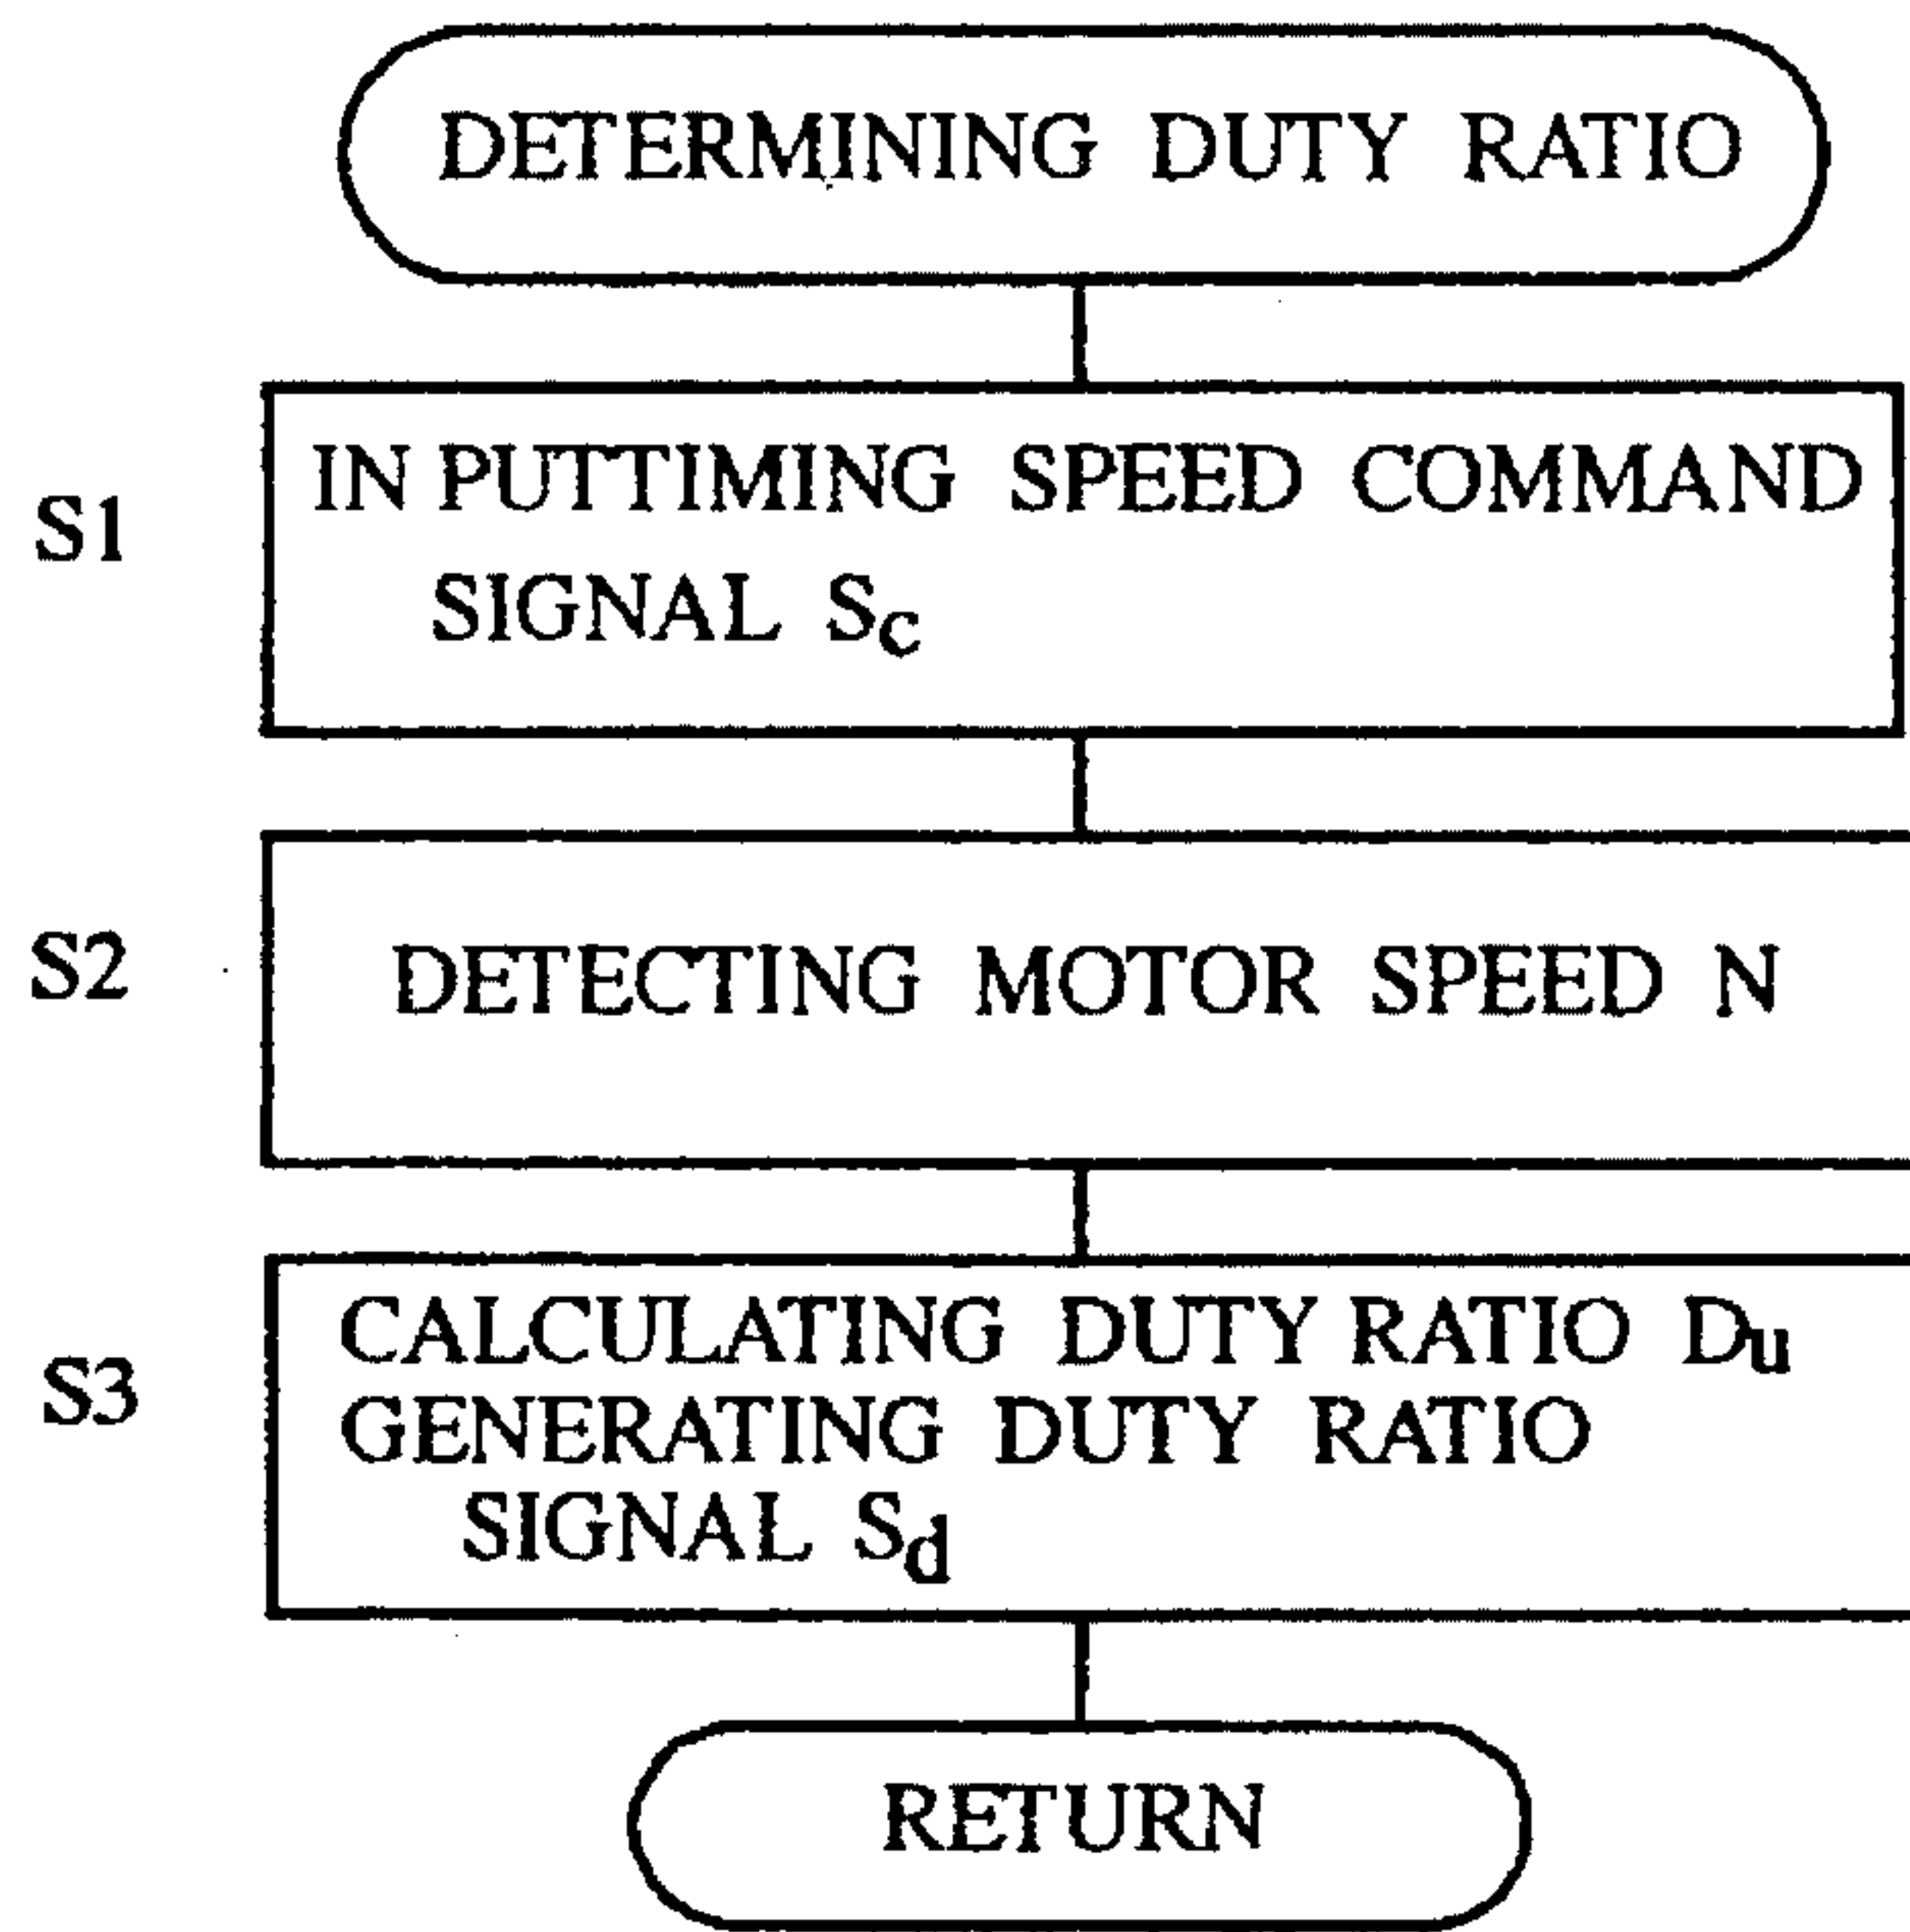 DETERMINING DUTY RATIO
S1
IN PUTTIMING SPEED COMMAND
SIGNAL Sc
S2
DETECTING MOTOR SPEED N
S3
CALCULATING DUTY RATIO Du
GENERATING DUTY RATIO
SIGNAL Sd
RETURN